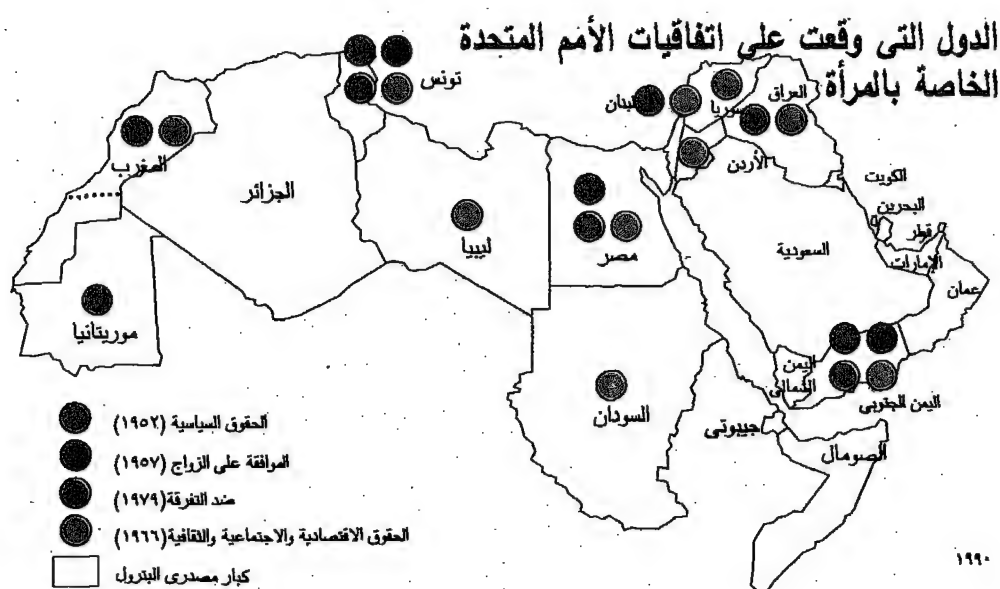 الدول التى وقعت على اتفاقيات الأمم المتحدة
الخاصة بالمرأة
تونس
لبنان
سوريا
العراق
المغرب
الجزائر
ليبيا
مصر
الأردن
الكويت
البحرين
قطر
السعودية
الإمارات
عمان
موريتانيا
السودان
اليمن
الشمالى
اليمن الجنوبى
جيبوتى
الصومال
الحقوق السياسية (١٩٥٢)
الموافقة على الزواج (١٩٥٧)
ضد التفرقة (١٩٧٩)
الحقوق الاقتصادية والاجتماعية والثقافية (١٩٦٦)
كبار مصدرى البترول
١٩٩٠